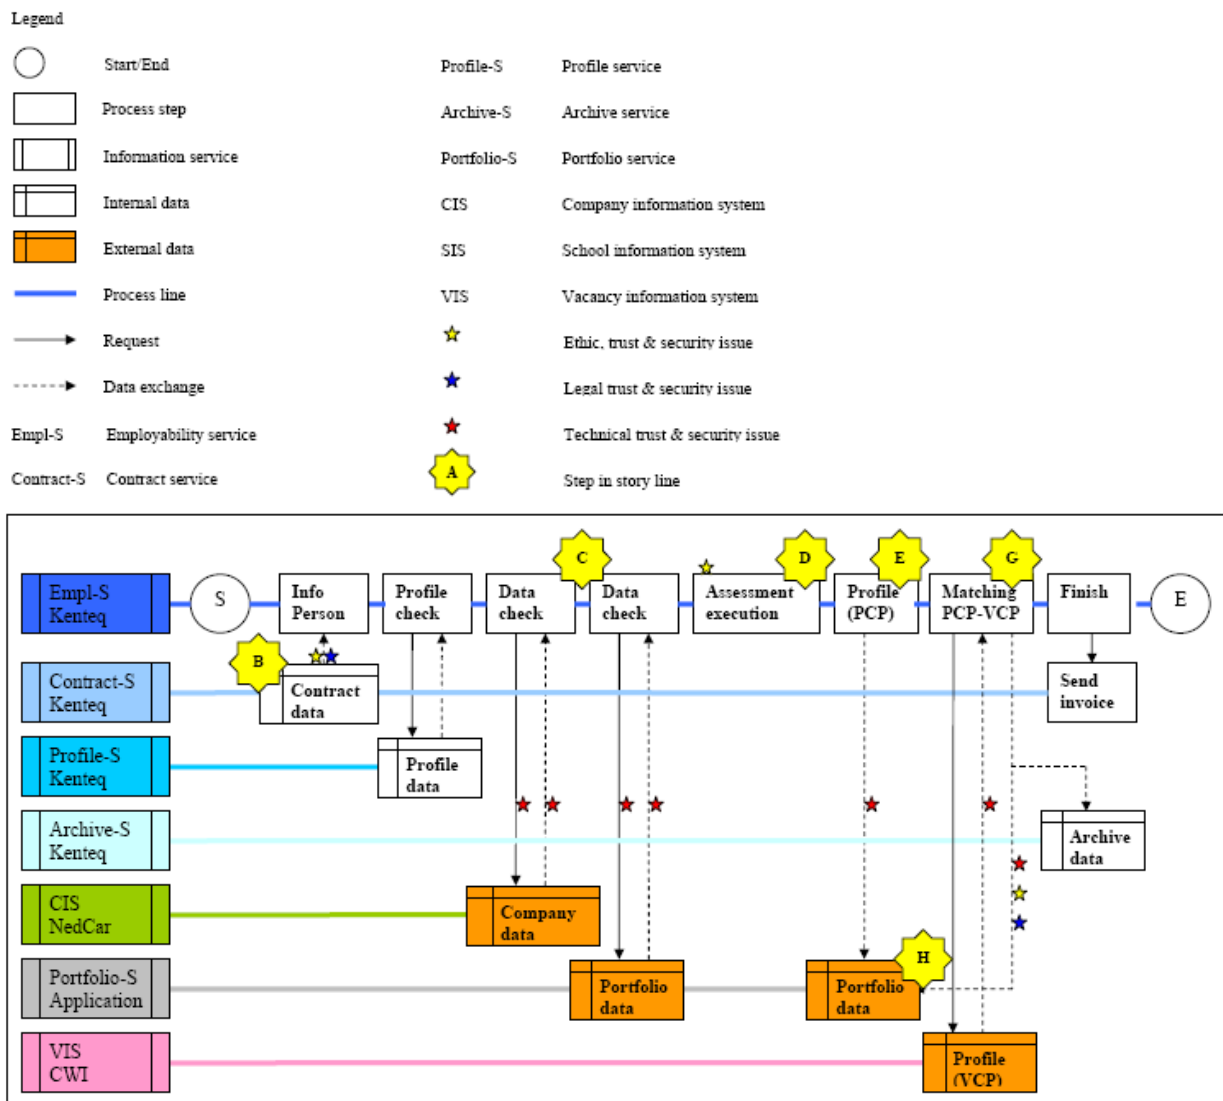 Legend
Start/End
Profile-S Profile service
Process step
Archive-S Archive service
Information service
Portfolio-S Portfolio service
Internal data
CIS Company information system
External data
SIS School information system
Process line
VIS Vacancy information system
Request
Ethic, trust & security issue
Data exchange
Legal trust & security issue
Empl-S Employability service
Technical trust & security issue
Contract-S Contract service
A Step in story line
C
D
E
G
Empl-S
Kenteq
S
Info
Person
Profile
check
Data
check
Data
check
Assessment
execution
Profile
(PCP)
Matching
PCP-VCP
Finish
E
B
Contract-S
Kenteq
Contract
data
Send
invoice
Profile-S
Kenteq
Profile
data
Archive-S
Kenteq
Archive
data
CIS
NedCar
Company
data
H
Portfolio-S
Application
Portfolio
data
Portfolio
data
VIS
CWI
Profile
(VCP)